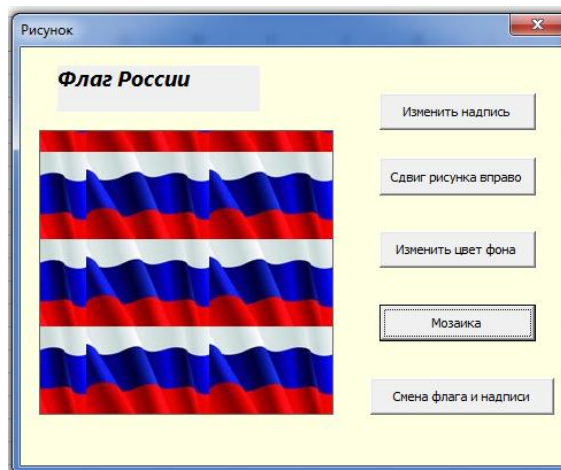 Рисунок
Флаг России
Изменить надпись
Сдвиг рисунка вправо
Изменить цвет фона
Мозаика
Смена флага и надписи